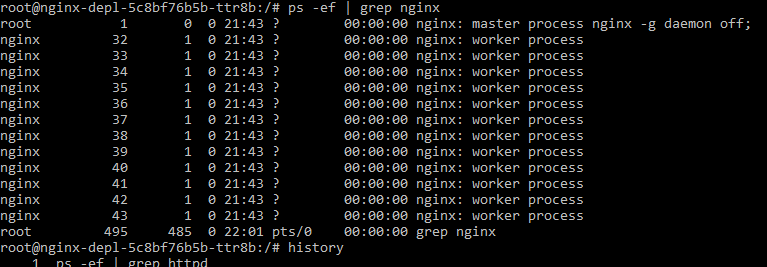 root@nginx-depl-5c8bf76b5b-ttr8b:/# ps -ef | grep nginx
root 1 0 0 21:43 ? 00:00:00 nginx: master process nginx -g daemon off;
nginx 32 1 0 21:43 ? 00:00:00 nginx: worker process
nginx 33 1 0 21:43 ? 00:00:00 nginx: worker process
nginx 34 1 0 21:43 ? 00:00:00 nginx: worker process
nginx 35 1 0 21:43 ? 00:00:00 nginx: worker process
nginx 36 1 0 21:43 ? 00:00:00 nginx: worker process
nginx 37 1 0 21:43 ? 00:00:00 nginx: worker process
nginx 38 1 0 21:43 ? 00:00:00 nginx: worker process
nginx 39 1 0 21:43 ? 00:00:00 nginx: worker process
nginx 40 1 0 21:43 ? 00:00:00 nginx: worker process
nginx 41 1 0 21:43 ? 00:00:00 nginx: worker process
nginx 42 1 0 21:43 ? 00:00:00 nginx: worker process
nginx 43 1 0 21:43 ? 00:00:00 nginx: worker process
root 495 485 0 22:01 pts/0 00:00:00 grep nginx
root@nginx-depl-5c8bf76b5b-ttr8b:/# history
1 ps -ef | grep httpd